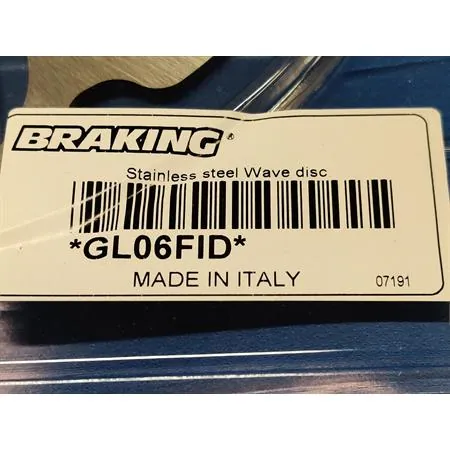 BRAKING®
Stainless steel Wave disc
*GL06FID*
MADE IN ITALY
07191